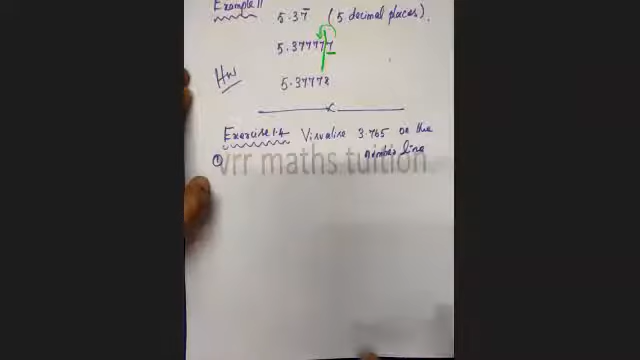 Example 11
5.37̅ (5 decimal places).
5.377777
HW
5.37778
Exercise 1.4 Visualise 3.765 on the
① number line
vrr maths tuition